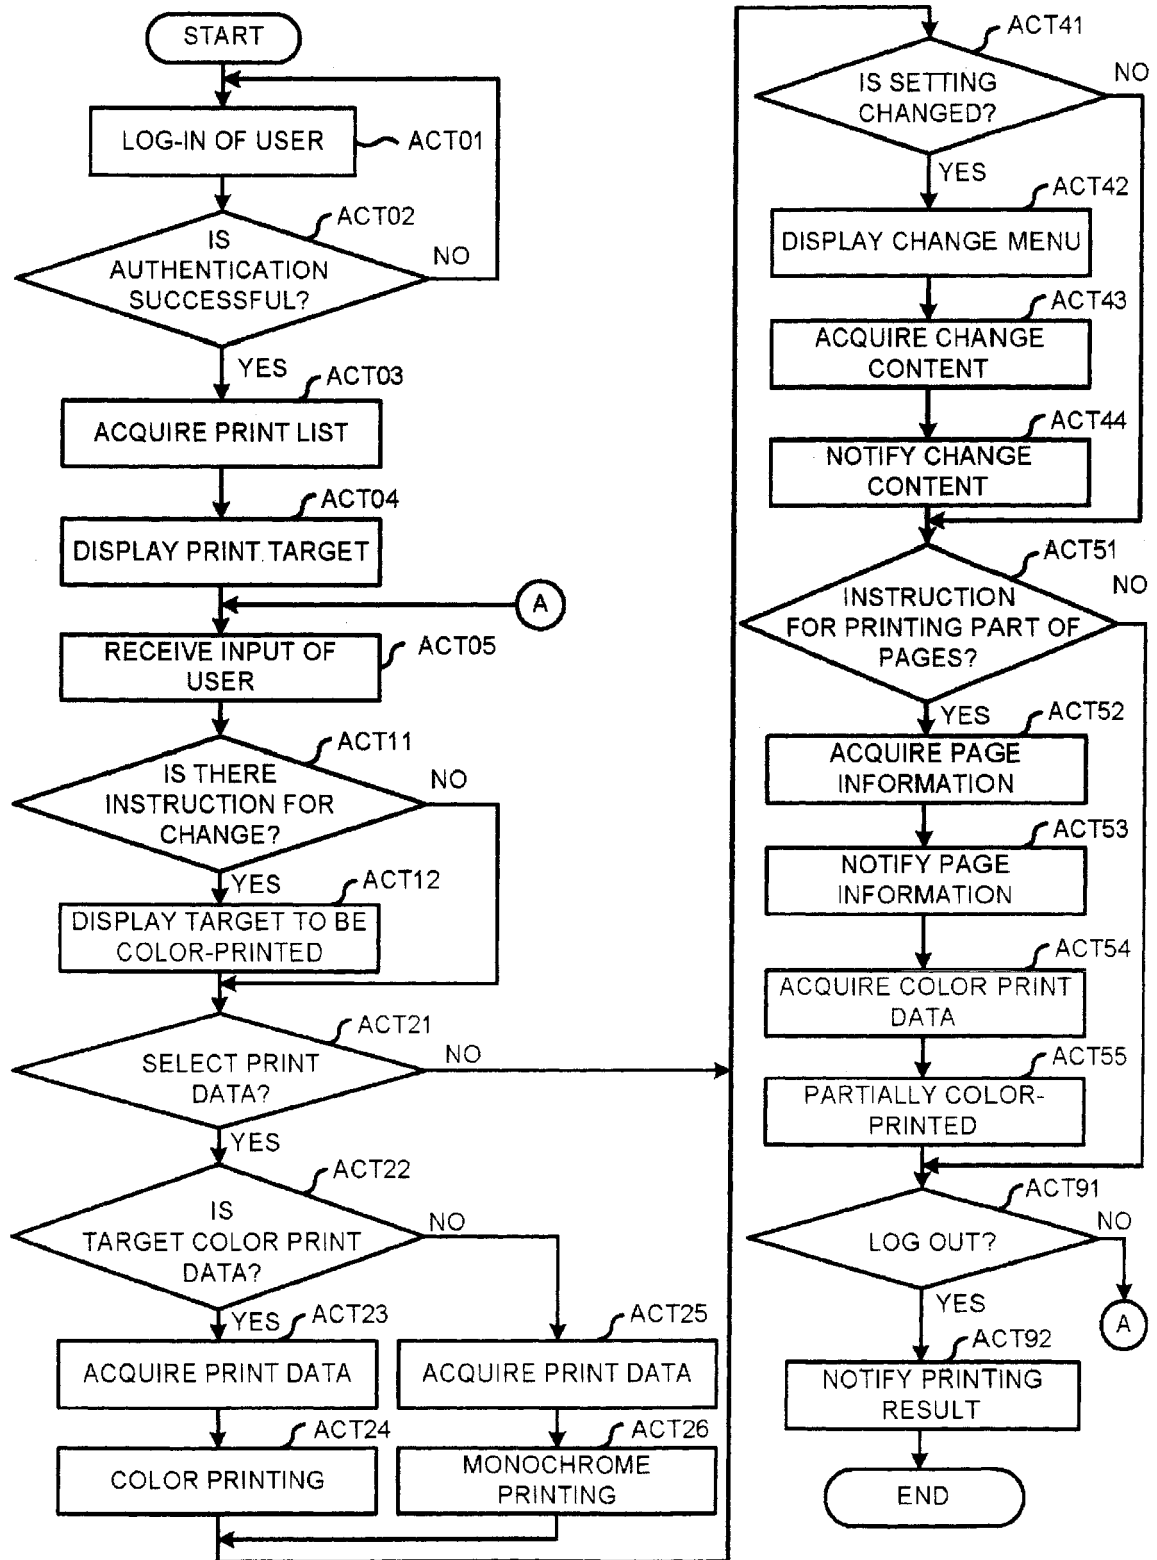 START
LOG-IN OF USER
ACT01
ACT02
IS
AUTHENTICATION
SUCCESSFUL?
NO
YES
ACT03
ACQUIRE PRINT LIST
ACT04
DISPLAY PRINT TARGET
A
RECEIVE INPUT OF
USER
ACT05
ACT11
IS THERE
INSTRUCTION FOR
CHANGE?
NO
YES
ACT12
DISPLAY TARGET TO BE
COLOR-PRINTED
ACT21
SELECT PRINT
DATA?
NO
YES
ACT22
IS
TARGET COLOR PRINT
DATA?
NO
YES
ACT23
ACQUIRE PRINT DATA
ACT24
COLOR PRINTING
ACT25
ACQUIRE PRINT DATA
ACT26
MONOCHROME
PRINTING
ACT41
IS SETTING
CHANGED?
NO
YES
ACT42
DISPLAY CHANGE MENU
ACT43
ACQUIRE CHANGE
CONTENT
ACT44
NOTIFY CHANGE
CONTENT
ACT51
INSTRUCTION
FOR PRINTING PART OF
PAGES?
NO
YES
ACT52
ACQUIRE PAGE
INFORMATION
ACT53
NOTIFY PAGE
INFORMATION
ACT54
ACQUIRE COLOR PRINT
DATA
ACT55
PARTIALLY COLOR-
PRINTED
ACT91
LOG OUT?
NO
A
YES
ACT92
NOTIFY PRINTING
RESULT
END